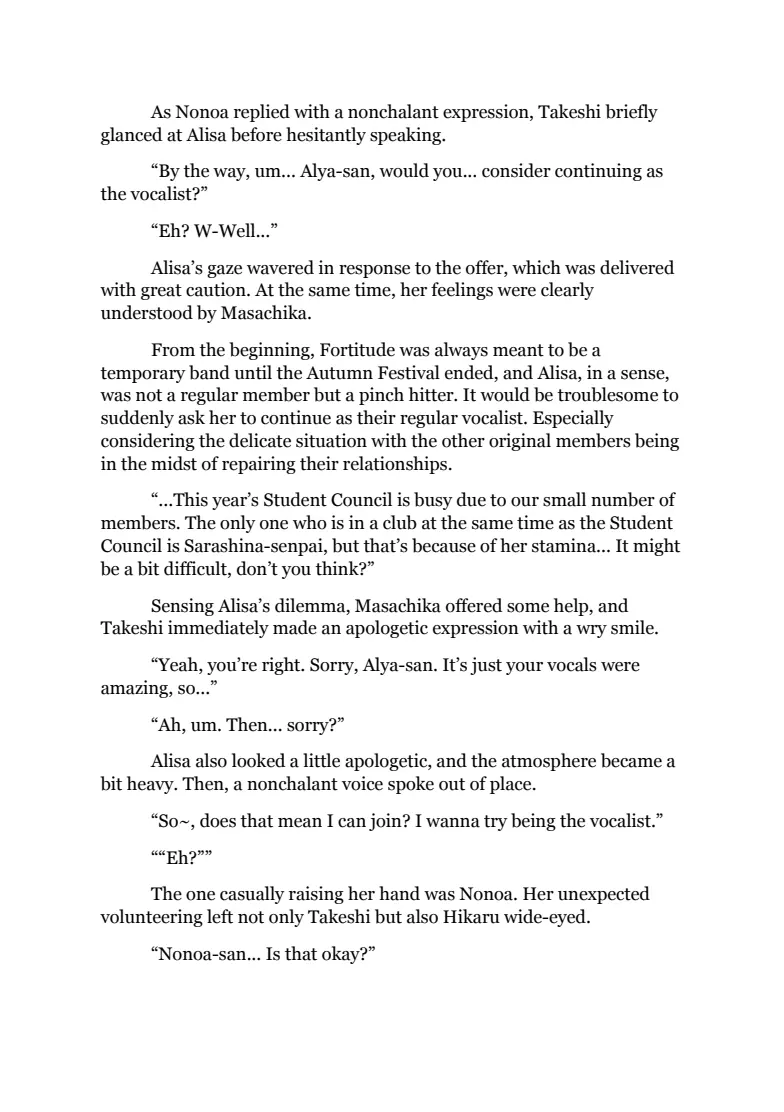 As Nonoa replied with a nonchalant expression, Takeshi briefly
glanced at Alisa before hesitantly speaking.
“By the way, um... Alya-san, would you... consider continuing as
the vocalist?”
“Eh? W-Well...”
Alisa’s gaze wavered in response to the offer, which was delivered
with great caution. At the same time, her feelings were clearly
understood by Masachika.
From the beginning, Fortitude was always meant to be a
temporary band until the Autumn Festival ended, and Alisa, in a sense,
was not a regular member but a pinch hitter. It would be troublesome to
suddenly ask her to continue as their regular vocalist. Especially
considering the delicate situation with the other original members being
in the midst of repairing their relationships.
“...This year’s Student Council is busy due to our small number of
members. The only one who is in a club at the same time as the Student
Council is Sarashina-senpai, but that’s because of her stamina... It might
be a bit difficult, don’t you think?”
Sensing Alisa’s dilemma, Masachika offered some help, and
Takeshi immediately made an apologetic expression with a wry smile.
“Yeah, you’re right. Sorry, Alya-san. It’s just your vocals were
amazing, so...”
“Ah, um. Then... sorry?”
Alisa also looked a little apologetic, and the atmosphere became a
bit heavy. Then, a nonchalant voice spoke out of place.
“So~, does that mean I can join? I wanna try being the vocalist.”
““Eh?””
The one casually raising her hand was Nonoa. Her unexpected
volunteering left not only Takeshi but also Hikaru wide-eyed.
“Nonoa-san... Is that okay?”